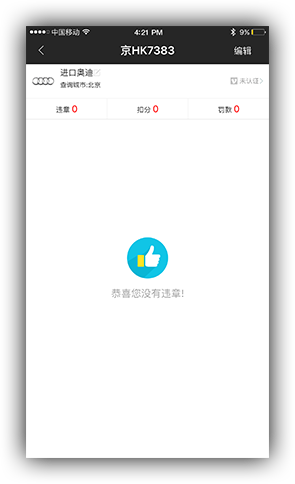 中国移动 4:21 PM 9%
京HK7383 编辑
进口奥迪
查询城市:北京 未认证
违章 0 扣分 0 罚款 0
恭喜您没有违章!